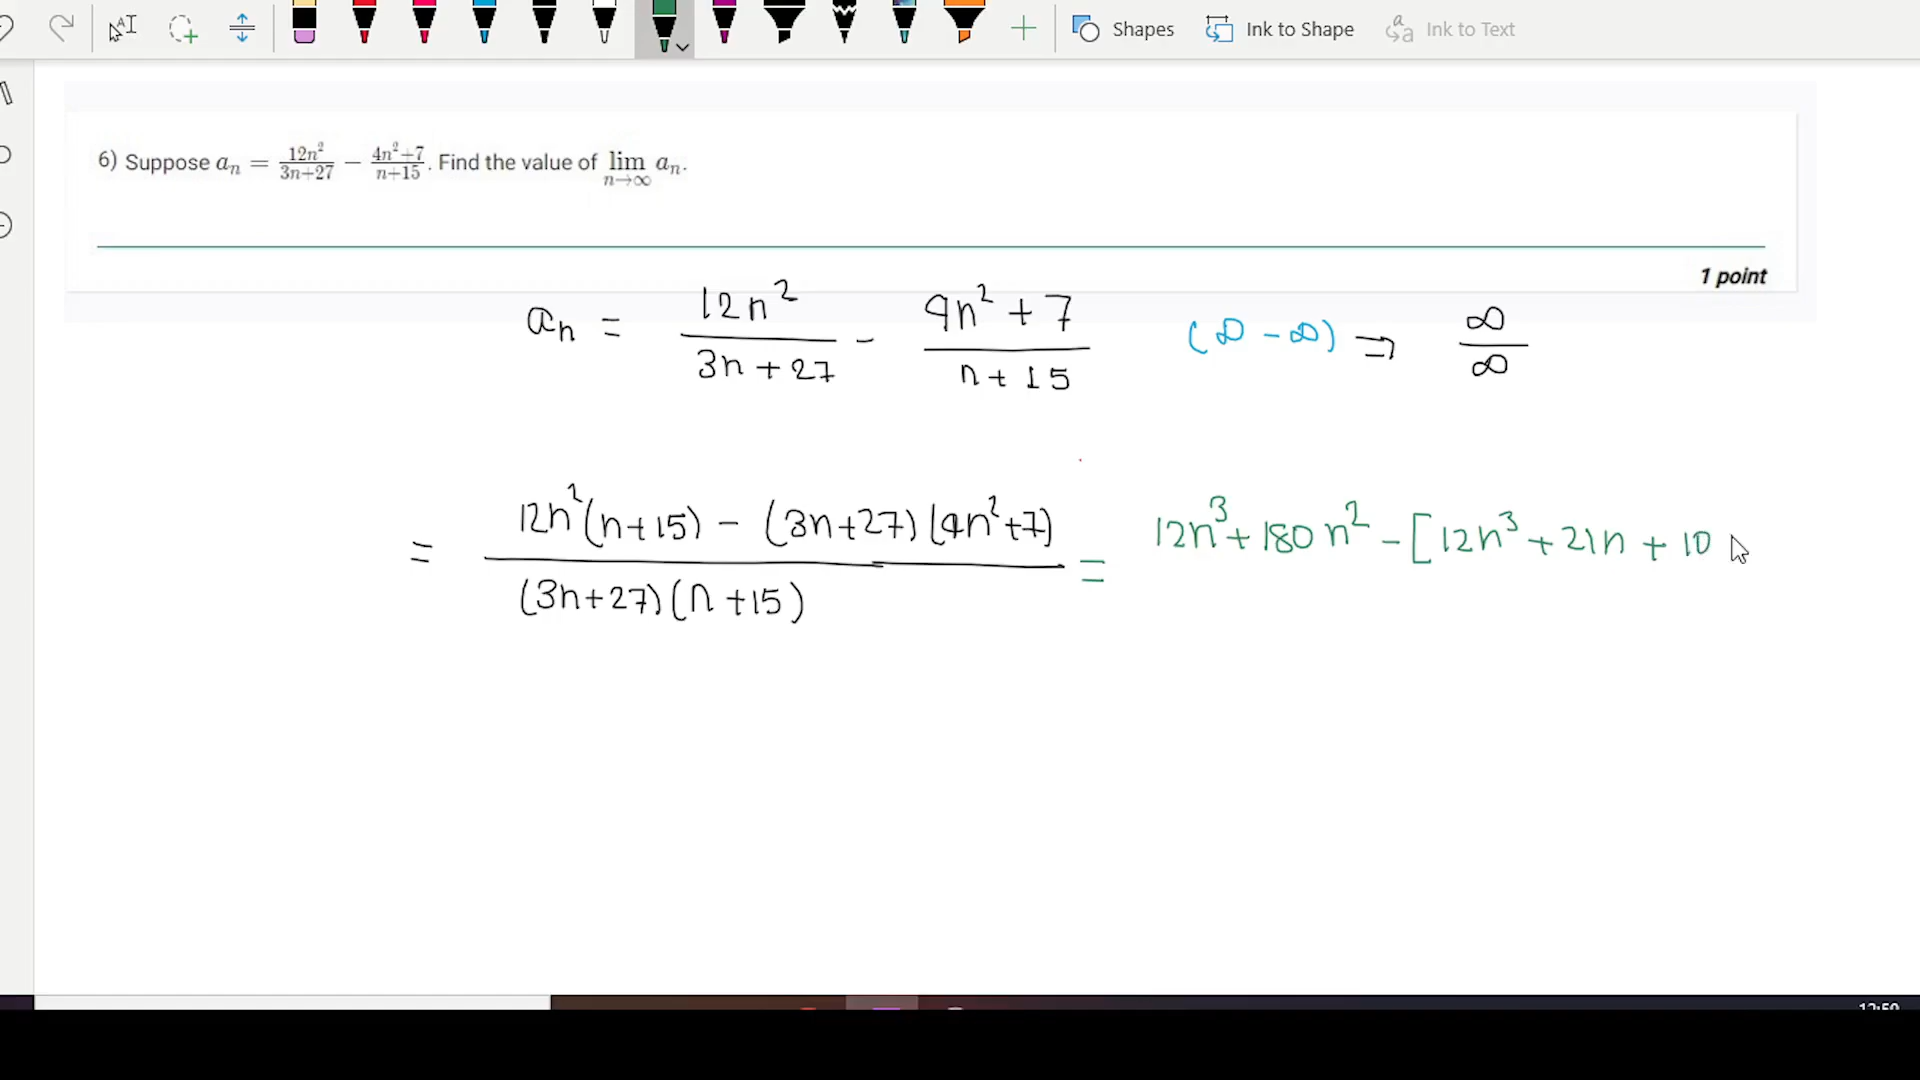 Shapes Ink to Shape Ink to Text
6) Suppose aₙ = 12n²/(3n+27) − (4n²+7)/(n+15). Find the value of lim n→∞ aₙ.
1 point
aₙ = 12n²/(3n+27) − (4n²+7)/(n+15) (∞ − ∞) ⇒ ∞/∞
= (12n²(n+15) − (3n+27)(4n²+7))/((3n+27)(n+15)) = 12n³ + 180n² − [12n³ + 21n + 10